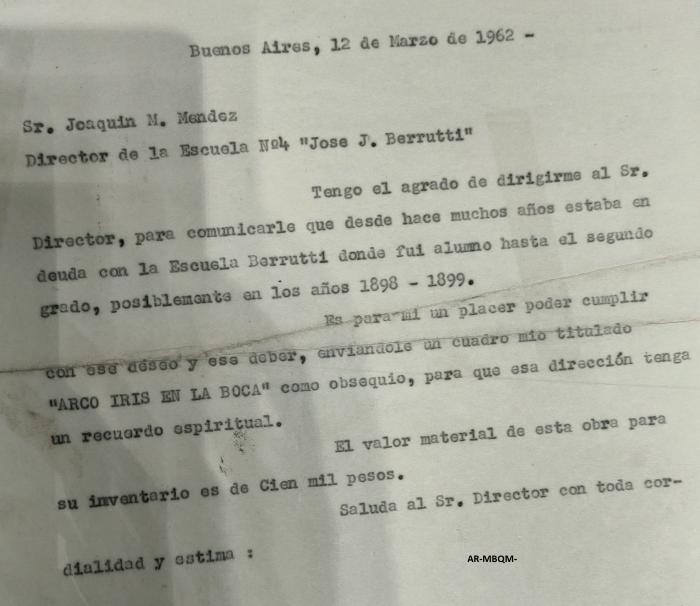 Buenos Aires, 12 de Marzo de 1962 -
Sr. Joaquin M. Mendez
Director de la Escuela Nº4 "Jose J. Berrutti"
Tengo el agrado de dirigirme al Sr.
Director, para comunicarle que desde hace muchos años estaba en
deuda con la Escuela Berrutti donde fui alumno hasta el segundo
grado, posiblemente en los años 1898 - 1899.
Es para mi un placer poder cumplir
con ese deseo y ese deber, enviandole un cuadro mio titulado
"ARCO IRIS EN LA BOCA" como obsequio, para que esa dirección tenga
un recuerdo espiritual.
El valor material de esta obra para
su inventario es de Cien mil pesos.
Saluda al Sr. Director con toda cor-
dialidad y estima :
AR-MBQM-